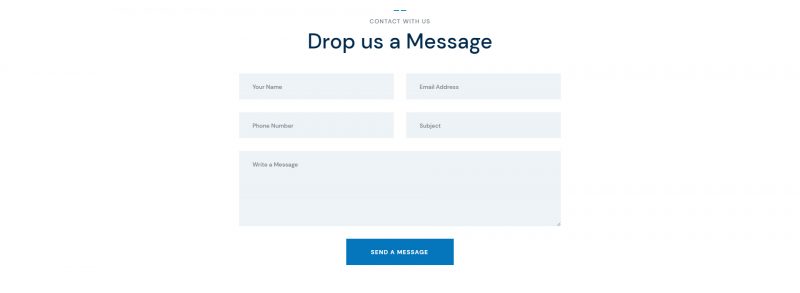 CONTACT WITH US
Drop us a Message
Your Name
Email Address
Phone Number
Subject
Write a Message
SEND A MESSAGE